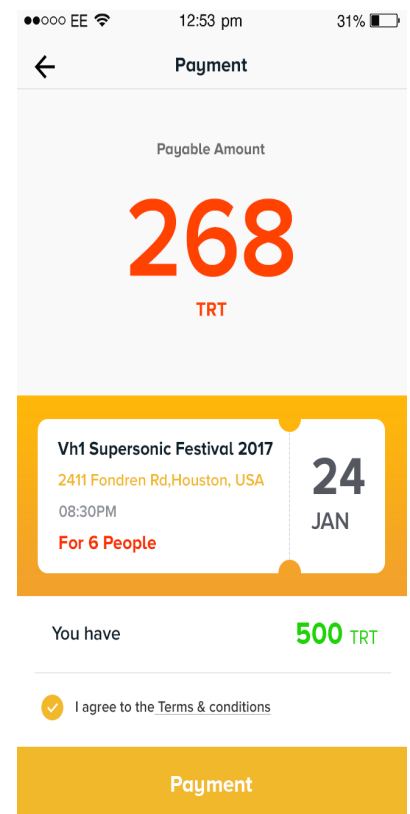 EE 12:53 pm 31%
Payment
Payable Amount
268
TRT
Vh1 Supersonic Festival 2017
2411 Fondren Rd,Houston, USA
08:30PM
For 6 People
24
JAN
You have 500 TRT
I agree to the Terms & conditions
Payment